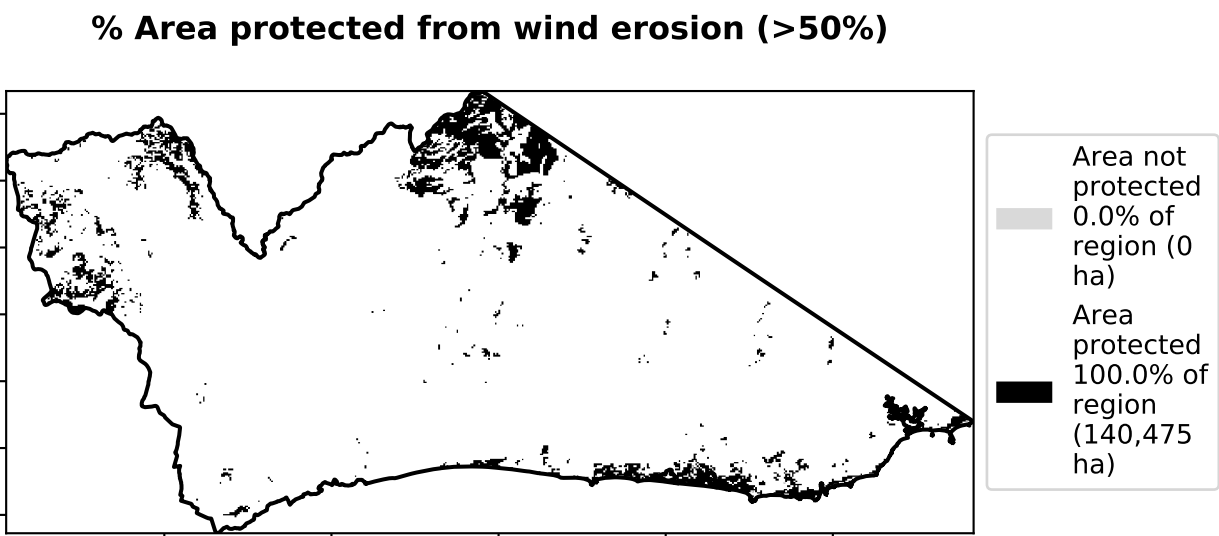 % Area protected from wind erosion (>50%)
Area not
protected
0.0% of
region (0
ha)
Area
protected
100.0% of
region
(140,475
ha)